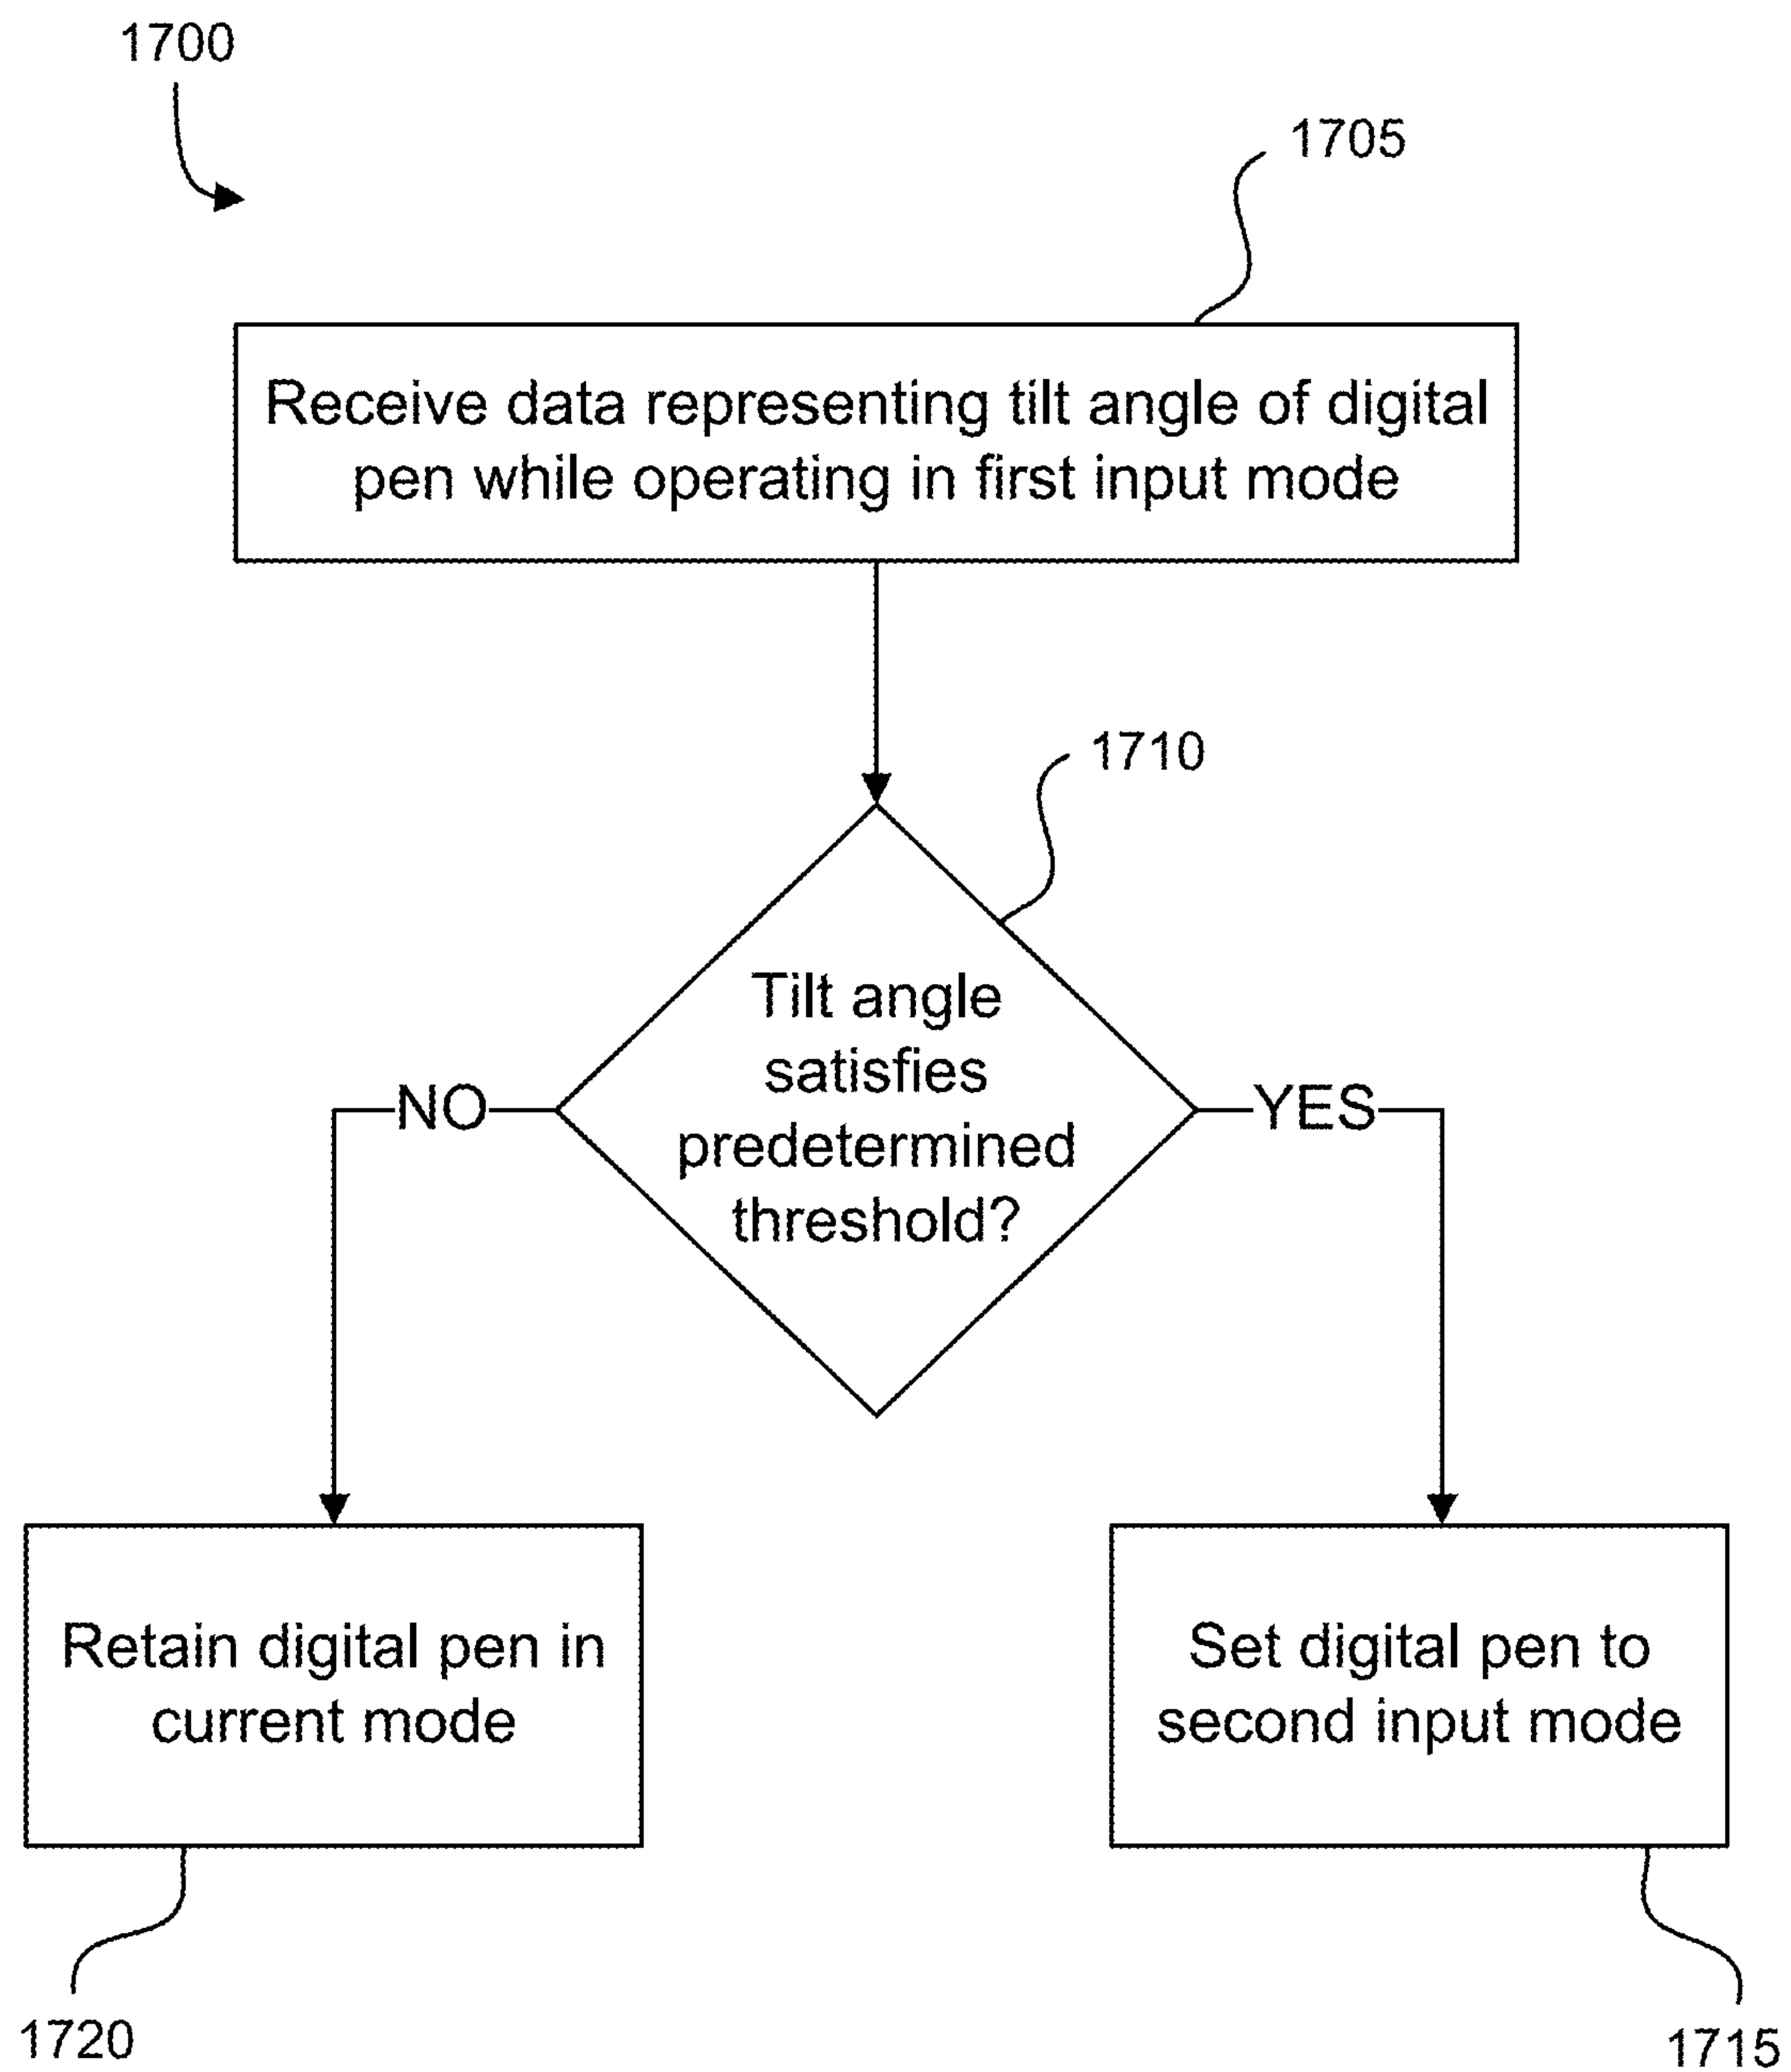 1700
1705
Receive data representing tilt angle of digital
pen while operating in first input mode
1710
Tilt angle
satisfies
predetermined
threshold?
NO
YES
Retain digital pen in
current mode
Set digital pen to
second input mode
1720
1715